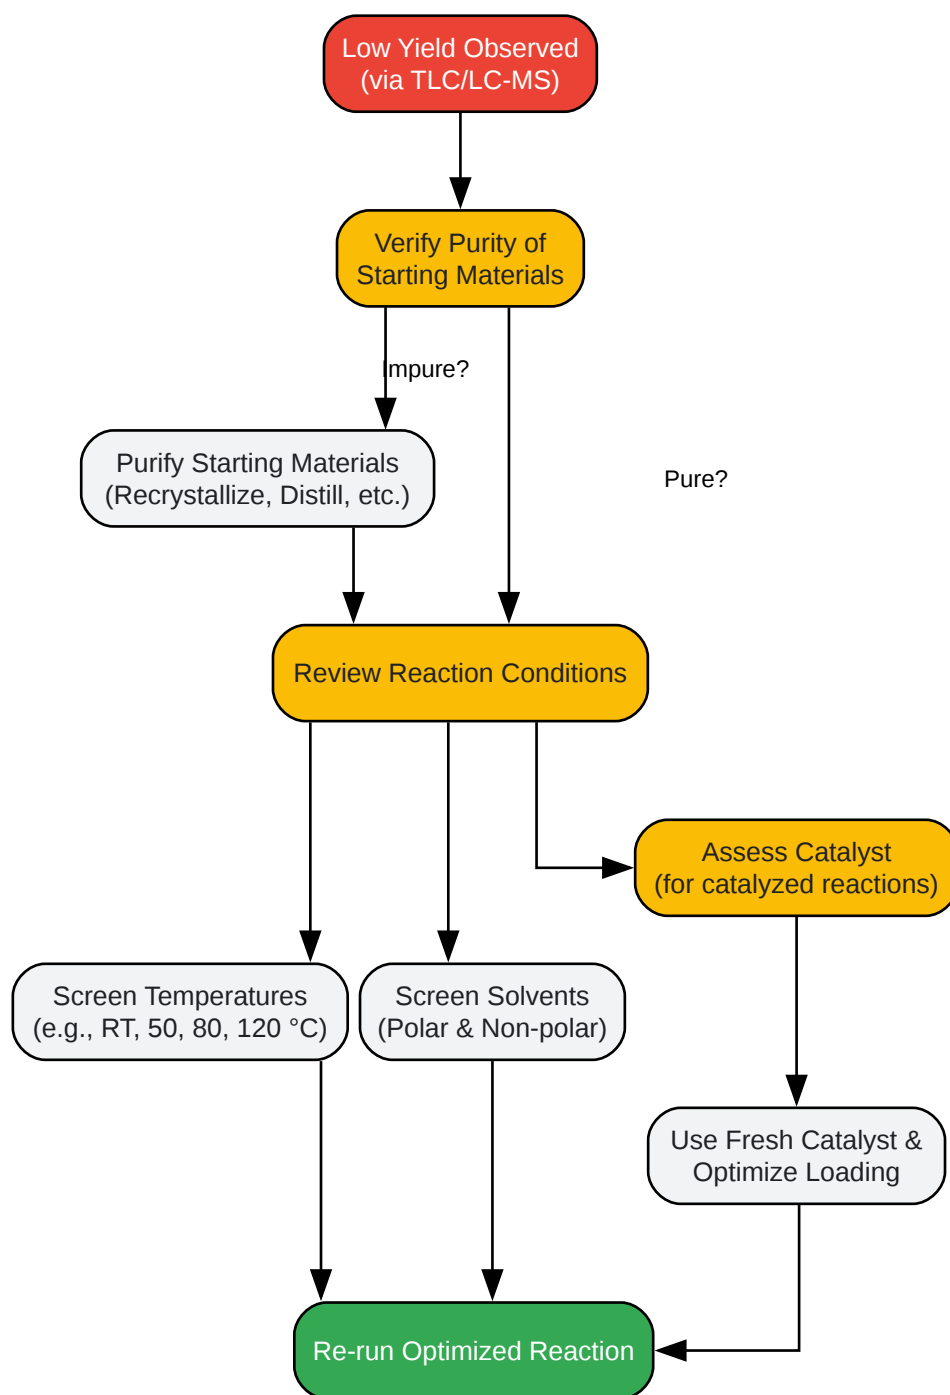 Low Yield Observed
(via TLC/LC-MS)
Verify Purity of
Starting Materials
Impure?
Purify Starting Materials
(Recrystallize, Distill, etc.)
Pure?
Review Reaction Conditions
Assess Catalyst
(for catalyzed reactions)
Screen Temperatures
(e.g., RT, 50, 80, 120 °C)
Screen Solvents
(Polar & Non-polar)
Use Fresh Catalyst &
Optimize Loading
Re-run Optimized Reaction